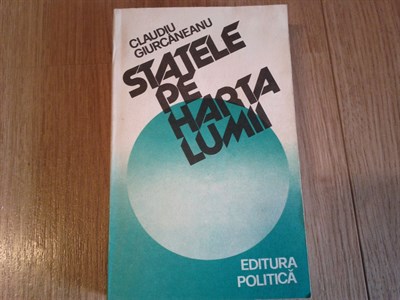 CLAUDIU
GIURCĂNEANU
STATELE
PE
HARTA
LUMII
EDITURA
POLITICĂ